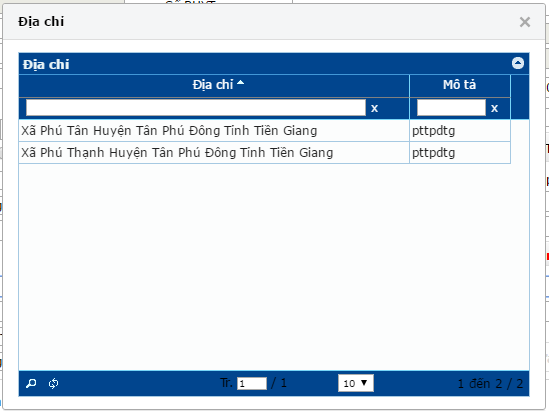 Địa chỉ ×
Địa chỉ
Địa chỉ Mô tả
x x
Xã Phú Tân Huyện Tân Phú Đông Tỉnh Tiền Giang pttpdtg
Xã Phú Thạnh Huyện Tân Phú Đông Tỉnh Tiền Giang pttpdtg
Tr. 1 / 1 10 1 đến 2 / 2